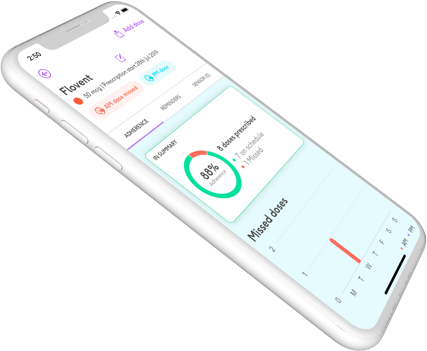 2:50
Add dose
Flovent
50 mcg | Prescription start 28th Jul 2019
AM dose missed
PM dose
ADHERENCE
REMINDERS
SENSOR (1)
IN SUMMARY
88%
Adherence
8 doses prescribed
7 on schedule
1 Missed
Missed doses
2
1
0
M T W T F S S
AM
PM